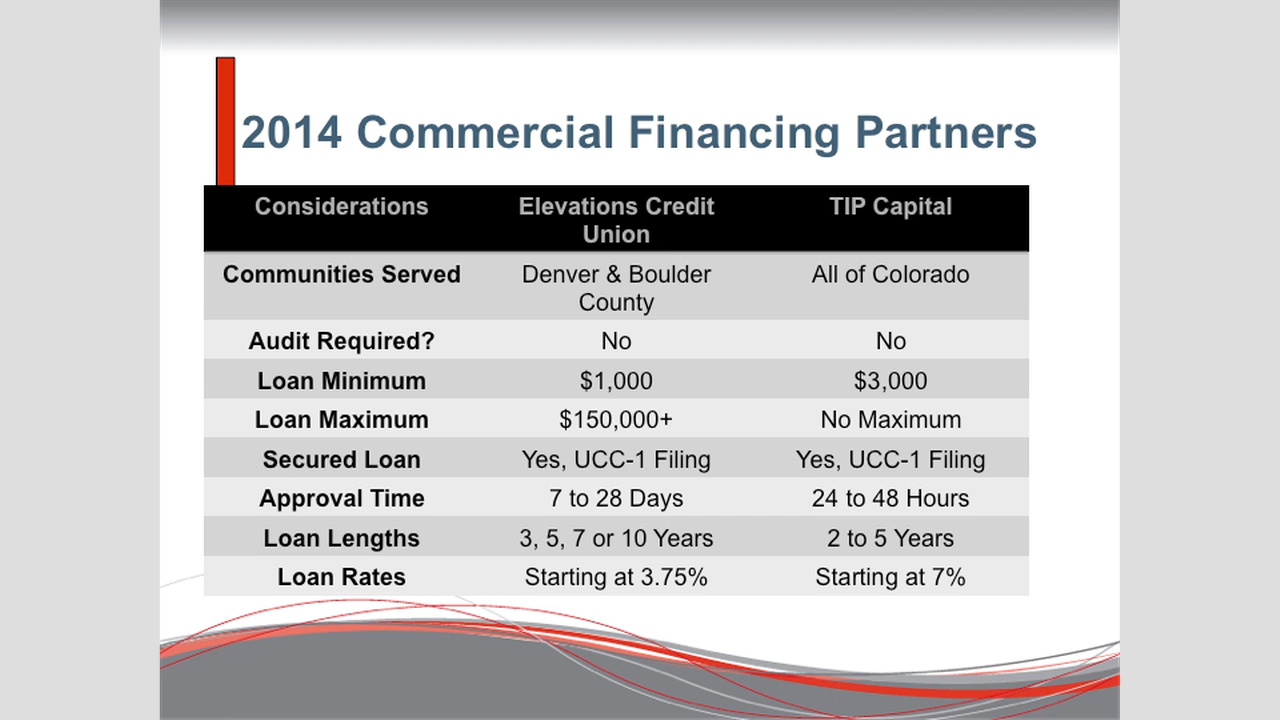 2014 Commercial Financing Partners
Considerations Elevations Credit Union TIP Capital
Communities Served Denver & Boulder County All of Colorado
Audit Required? No No
Loan Minimum $1,000 $3,000
Loan Maximum $150,000+ No Maximum
Secured Loan Yes, UCC-1 Filing Yes, UCC-1 Filing
Approval Time 7 to 28 Days 24 to 48 Hours
Loan Lengths 3, 5, 7 or 10 Years 2 to 5 Years
Loan Rates Starting at 3.75% Starting at 7%